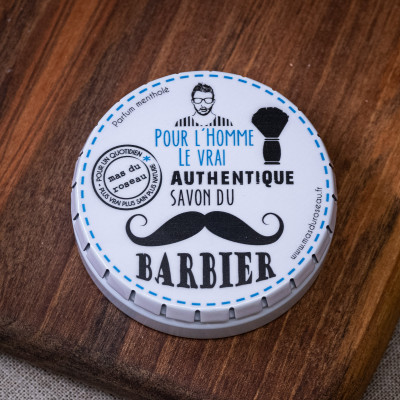 Parfum mentholé
POUR L'HOMME
LE VRAI
AUTHENTIQUE
SAVON DU
BARBIER
POUR UN QUOTIDIEN
mas du
roseau
PLUS VRAI PLUS SAIN PLUS NATURE
www.masduroseau.fr